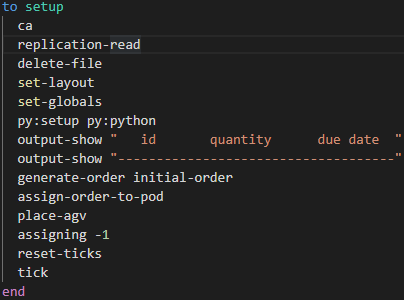 to setup
ca
replication-read
delete-file
set-layout
set-globals
py:setup py:python
output-show "   id       quantity      due date  "
output-show "------------------------------------"
generate-order initial-order
assign-order-to-pod
place-agv
assigning -1
reset-ticks
tick
end